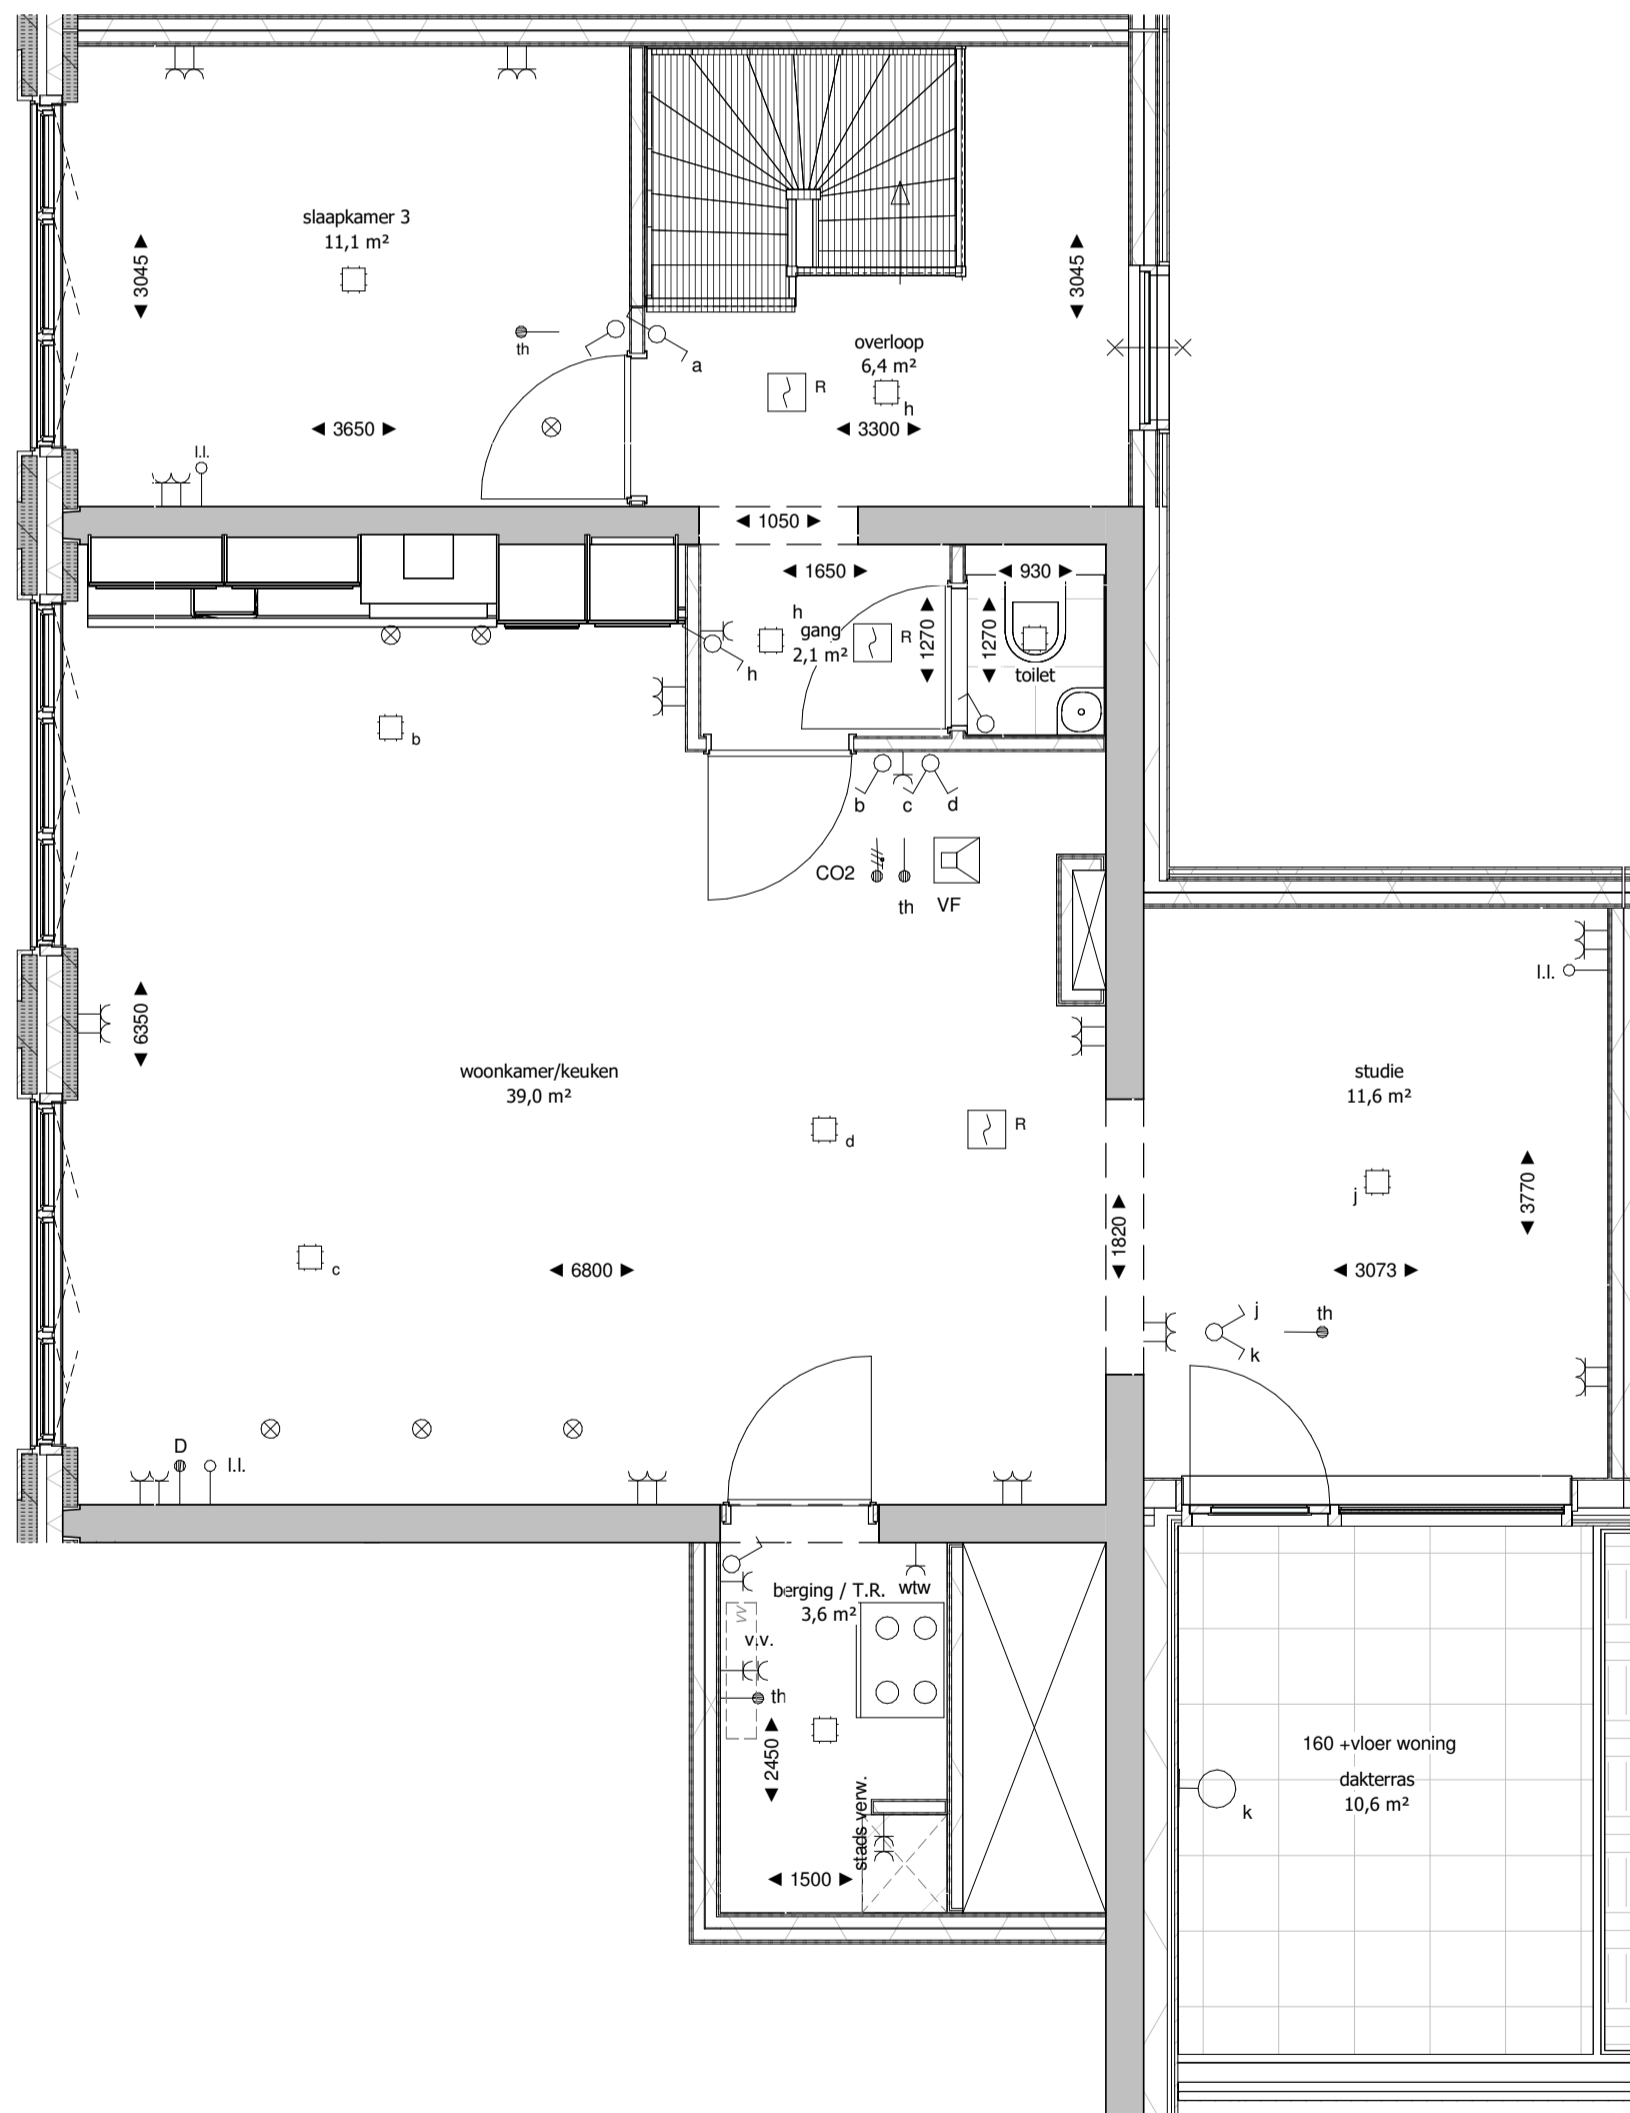 slaapkamer 3
11,1 m²
3045
3045
th
a
overloop
6,4 m²
R
h
3650
3300
l.l.
1050
1650
930
h
gang
2,1 m²
R
1270
1270
toilet
h
b
b
c
d
CO2
th
VF
l.l.
6350
woonkamer/keuken
39,0 m²
studie
11,6 m²
d
R
j
3770
1820
c
6800
3073
j
th
k
D
l.l.
berging / T.R.
wtw
3,6 m²
v.v.
th
2450
stads verw.
1500
160 +vloer woning
dakterras
10,6 m²
k